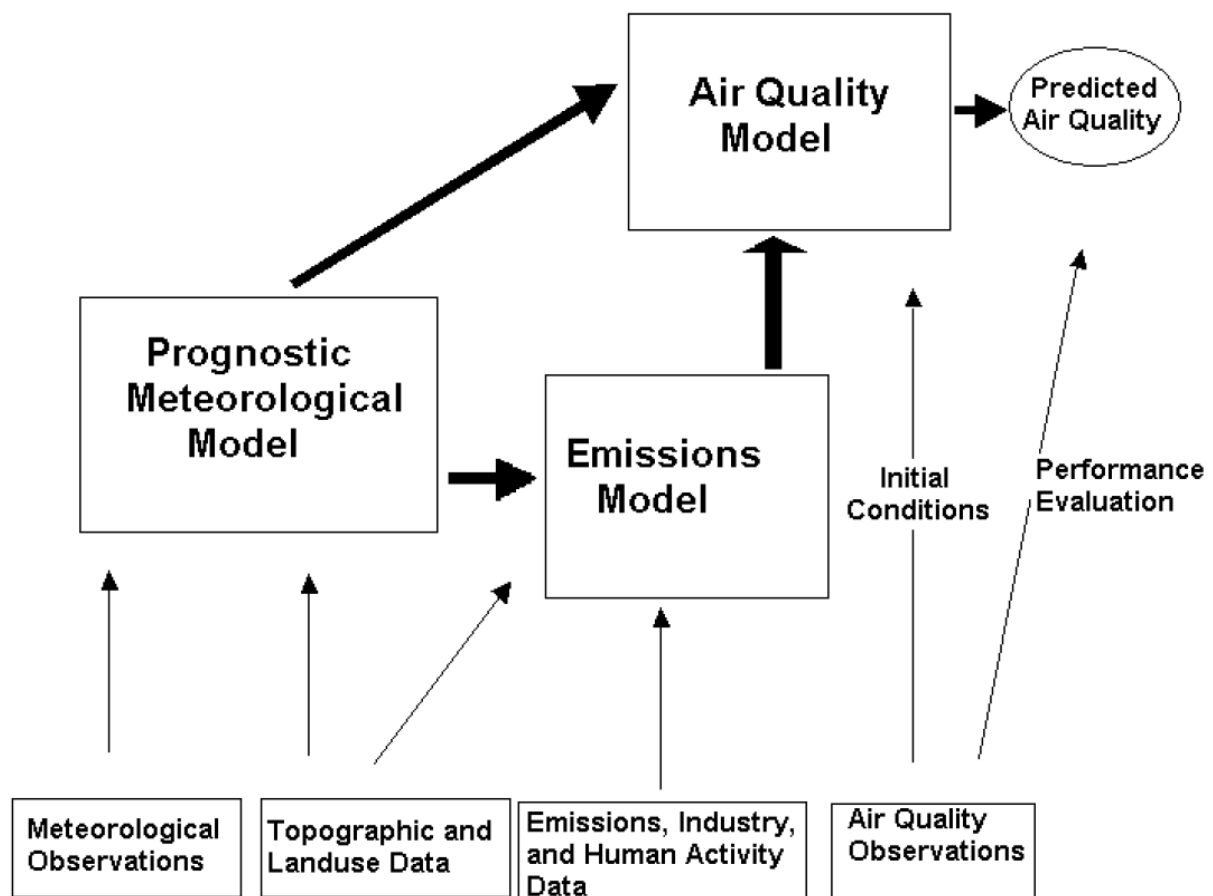 Air Quality
Model
Predicted
Air Quality
Prognostic
Meteorological
Model
Emissions
Model
Initial
Conditions
Performance
Evaluation
Meteorological
Observations
Topographic and
Landuse Data
Emissions, Industry,
and Human Activity
Data
Air Quality
Observations